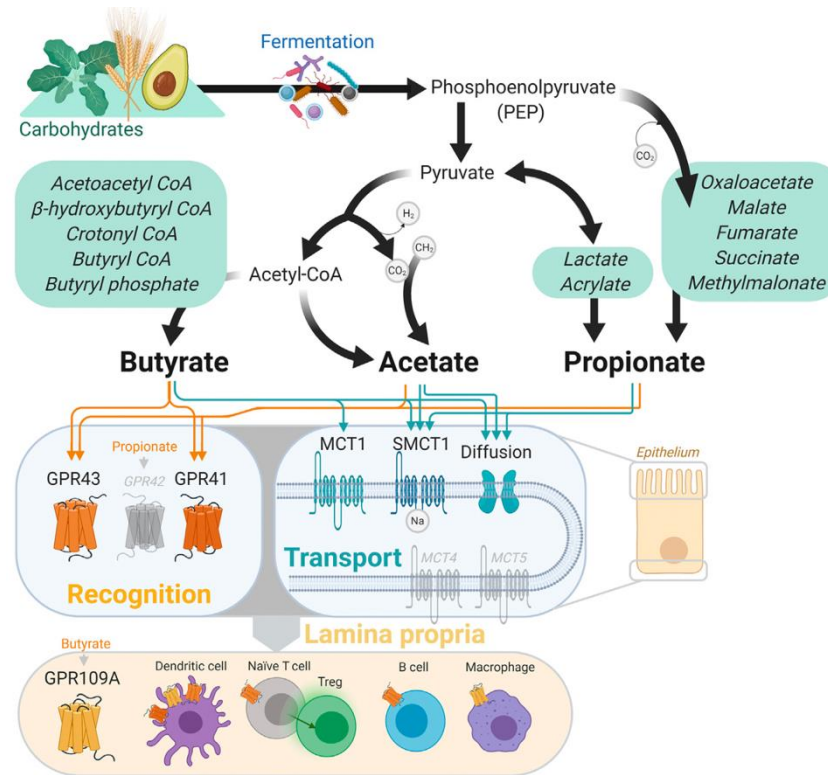 Fermentation
Carbohydrates
Phosphoenolpyruvate
(PEP)
CO₂
Pyruvate
Acetoacetyl CoA
β-hydroxybutyryl CoA
Crotonyl CoA
Butyryl CoA
Butyryl phosphate
H₂
CH₂
CO₂
Acetyl-CoA
Lactate
Acrylate
Oxaloacetate
Malate
Fumarate
Succinate
Methylmalonate
Butyrate
Acetate
Propionate
Propionate
GPR43
GPR42
GPR41
Recognition
MCT1
SMCT1
Diffusion
Na
Transport
MCT4
MCT5
Epithelium
Lamina propria
Butyrate
GPR109A
Dendritic cell
Naïve T cell
Treg
B cell
Macrophage